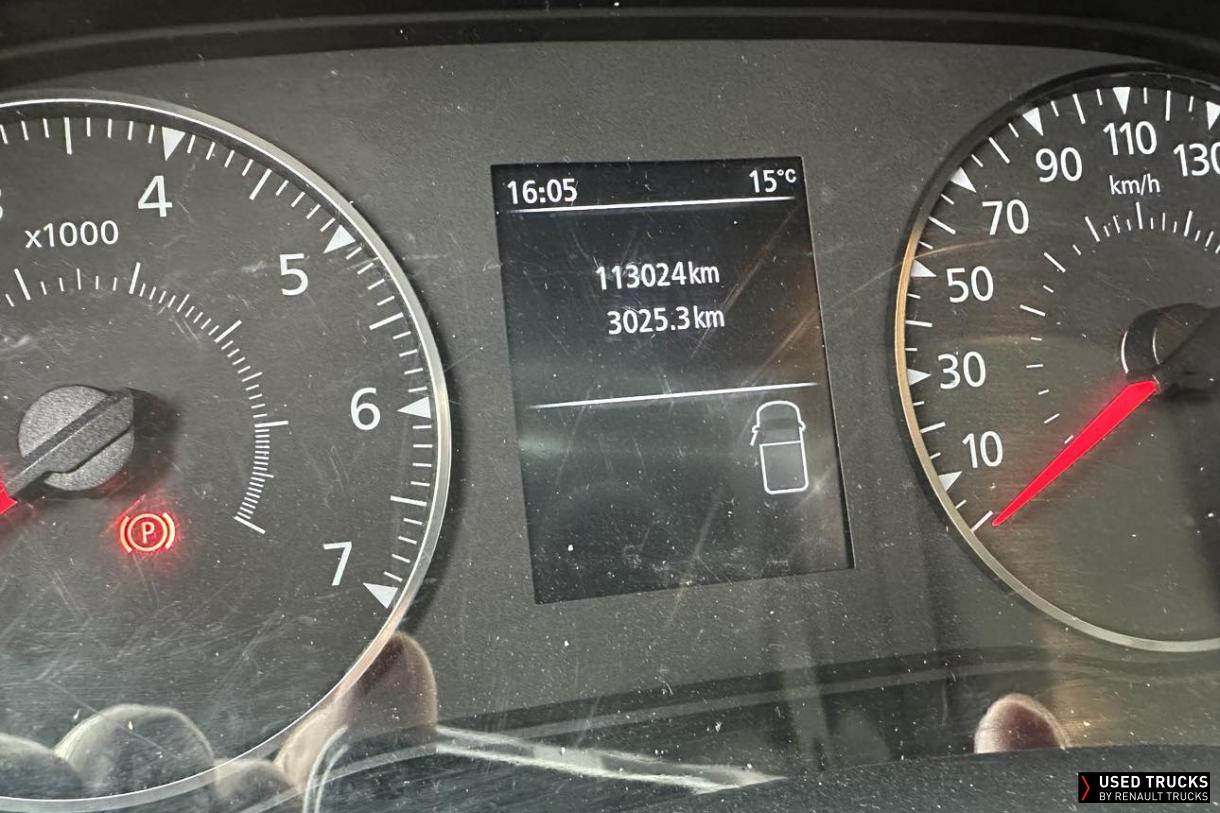 4
x1000
5
6
7
P
16:05 15°C
113024km
3025.3km
10
30
50
70
90
110
130
km/h
USED TRUCKS
BY RENAULT TRUCKS